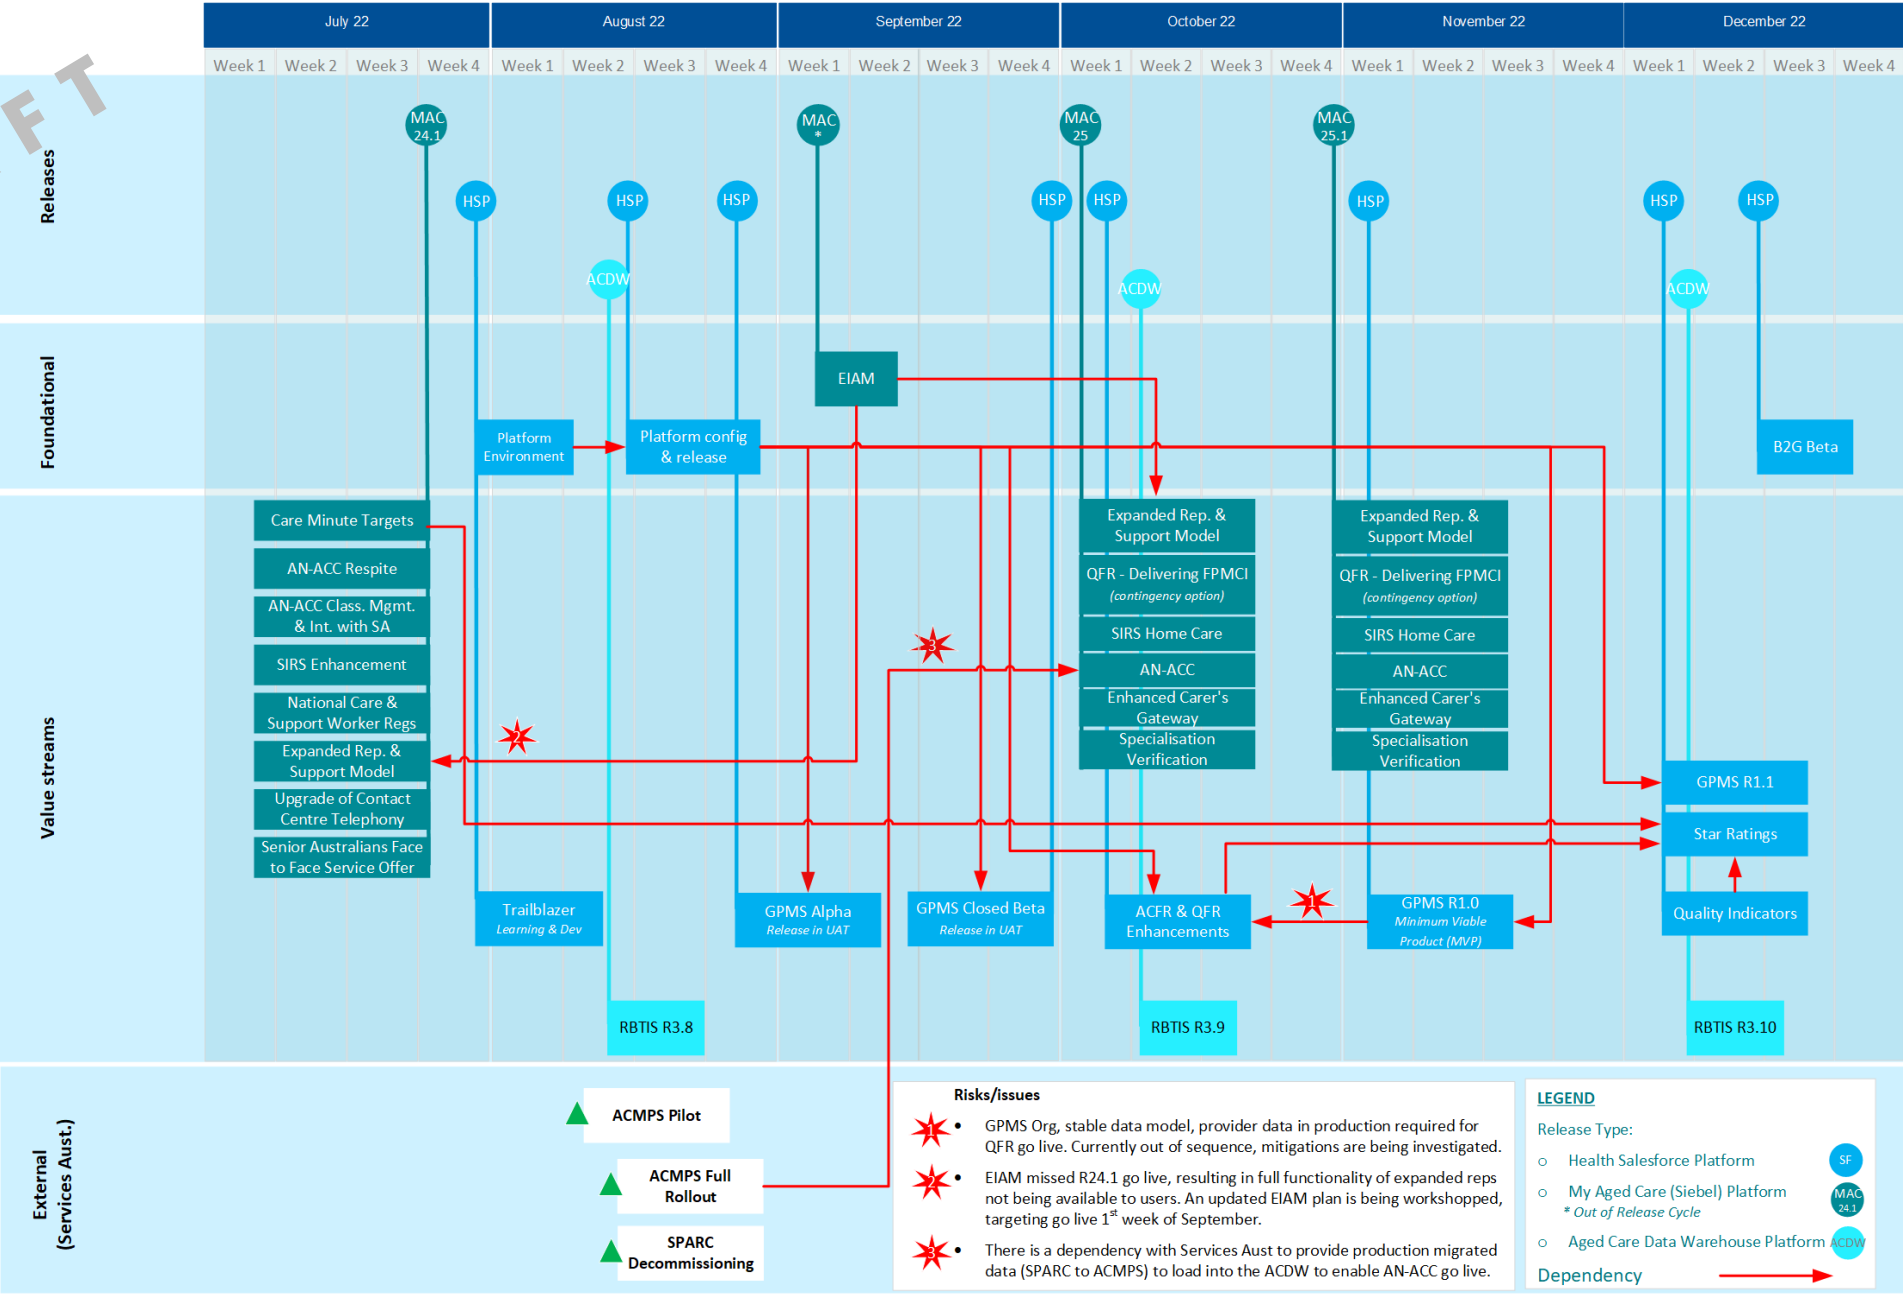 July 22
August 22
September 22
October 22
November 22
December 22
Week 1 Week 2 Week 3 Week 4 Week 1 Week 2 Week 3 Week 4 Week 1 Week 2 Week 3 Week 4 Week 1 Week 2 Week 3 Week 4 Week 1 Week 2 Week 3 Week 4 Week 1 Week 2 Week 3 Week 4
F T
Releases
MAC
24.1
MAC
*
MAC
25
MAC
25.1
HSP
HSP
HSP
HSP
HSP
HSP
HSP
HSP
ACDW
ACDW
ACDW
Foundational
EIAM
Platform
Environment
Platform config
& release
B2G Beta
Value streams
Care Minute Targets
AN-ACC Respite
AN-ACC Class. Mgmt.
& Int. with SA
SIRS Enhancement
National Care &
Support Worker Regs
Expanded Rep. &
Support Model
Upgrade of Contact
Centre Telephony
Senior Australians Face
to Face Service Offer
2
3
Expanded Rep. &
Support Model
QFR - Delivering FPMCI
(contingency option)
SIRS Home Care
AN-ACC
Enhanced Carer's
Gateway
Specialisation
Verification
Expanded Rep. &
Support Model
QFR - Delivering FPMCI
(contingency option)
SIRS Home Care
AN-ACC
Enhanced Carer's
Gateway
Specialisation
Verification
GPMS R1.1
Star Ratings
Quality Indicators
Trailblazer
Learning & Dev
GPMS Alpha
Release in UAT
GPMS Closed Beta
Release in UAT
ACFR & QFR
Enhancements
1
GPMS R1.0
Minimum Viable
Product (MVP)
RBTIS R3.8
RBTIS R3.9
RBTIS R3.10
External
(Services Aust.)
ACMPS Pilot
ACMPS Full
Rollout
SPARC
Decommissioning
Risks/issues
1 • GPMS Org, stable data model, provider data in production required for
QFR go live. Currently out of sequence, mitigations are being investigated.
2 • EIAM missed R24.1 go live, resulting in full functionality of expanded reps
not being available to users. An updated EIAM plan is being workshopped,
targeting go live 1st week of September.
3 • There is a dependency with Services Aust to provide production migrated
data (SPARC to ACMPS) to load into the ACDW to enable AN-ACC go live.
LEGEND
Release Type:
o Health Salesforce Platform SF
o My Aged Care (Siebel) Platform MAC
* Out of Release Cycle 24.1
o Aged Care Data Warehouse Platform ACDW
Dependency